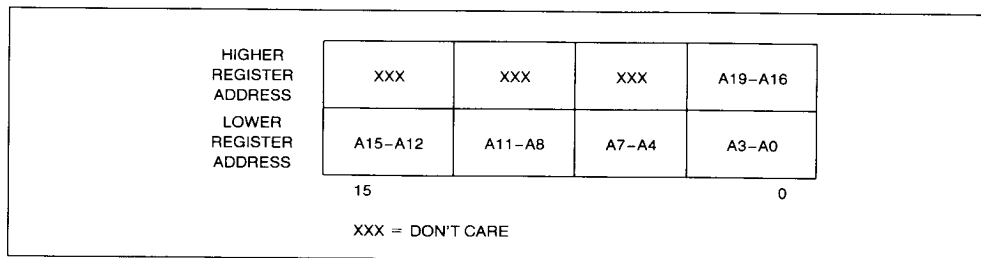 HIGHER
REGISTER
ADDRESS
XXX XXX XXX A19–A16
LOWER
REGISTER
ADDRESS
A15–A12 A11–A8 A7–A4 A3–A0
15 0
XXX = DON'T CARE